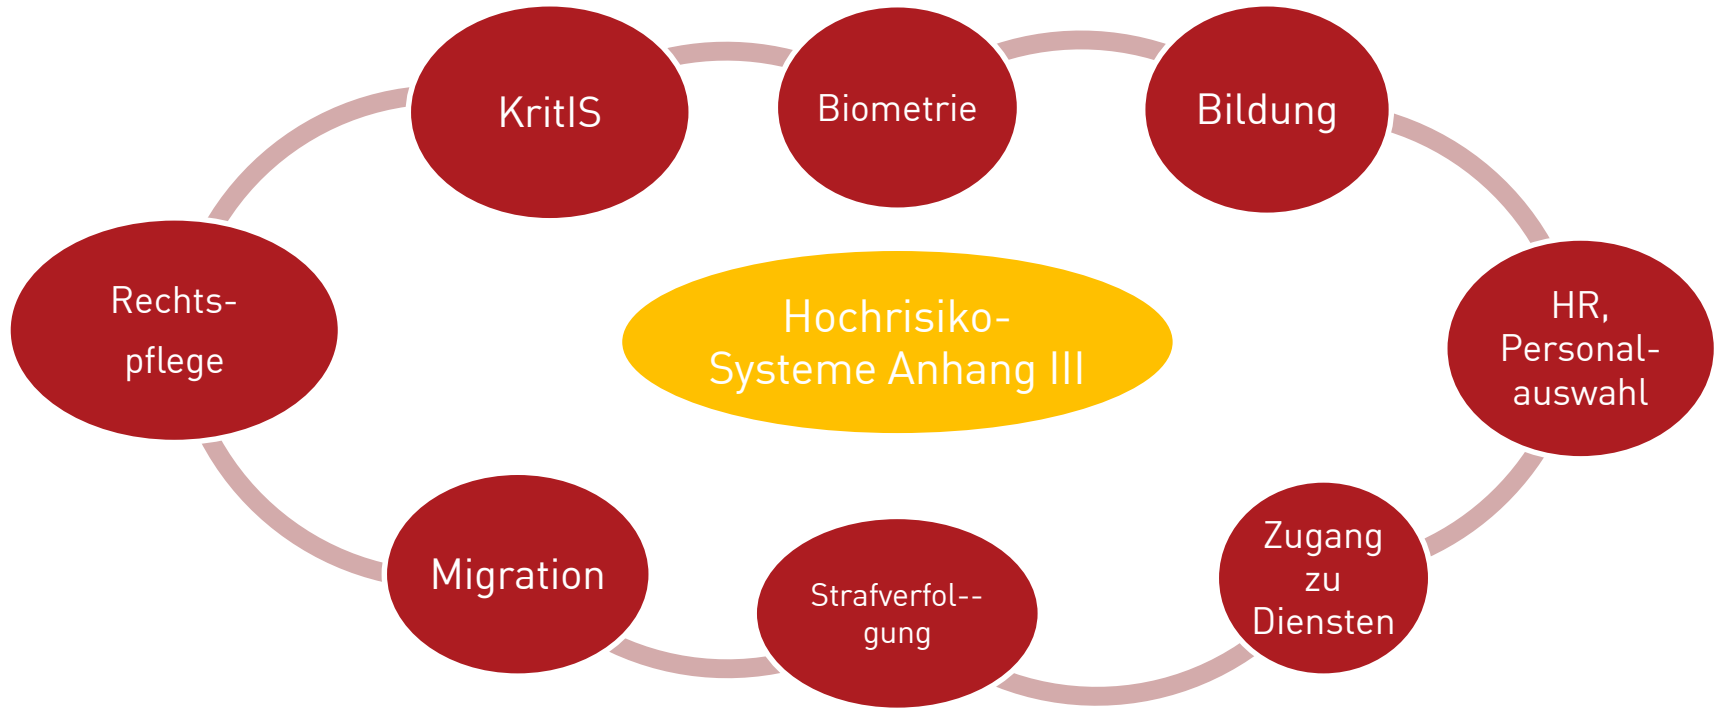 KritIS
Biometrie
Bildung
Rechts-
pflege
Hochrisiko-
Systeme Anhang III
HR,
Personal-
auswahl
Migration
Strafverfol--
gung
Zugang
zu
Diensten